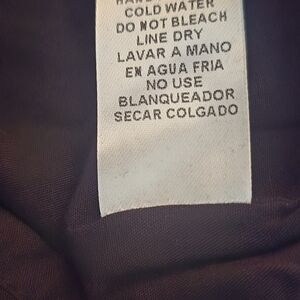 COLD WATER
DO NOT BLEACH
LINE DRY
LAVAR A MANO
EN AGUA FRIA
NO USE
BLANQUEADOR
SECAR COLGADO